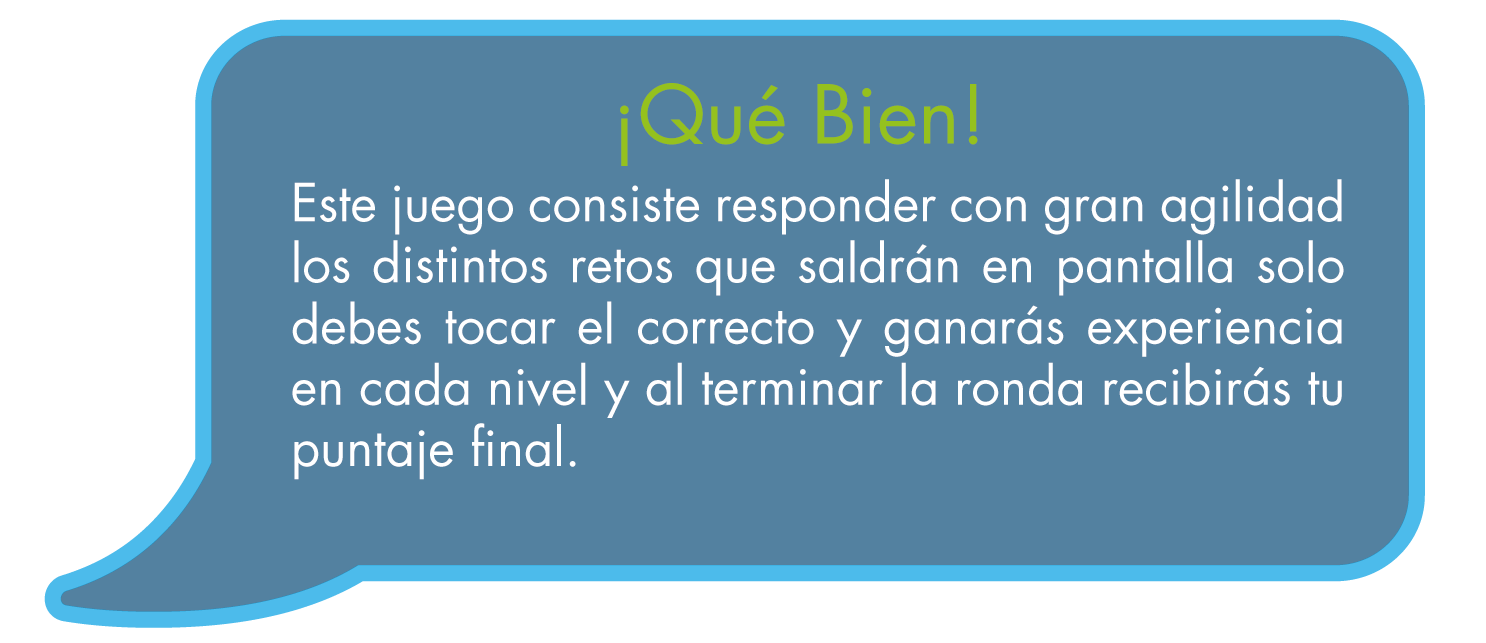 ¡Qué Bien!
Este juego consiste responder con gran agilidad
los distintos retos que saldrán en pantalla solo
debes tocar el correcto y ganarás experiencia
en cada nivel y al terminar la ronda recibirás tu
puntaje final.